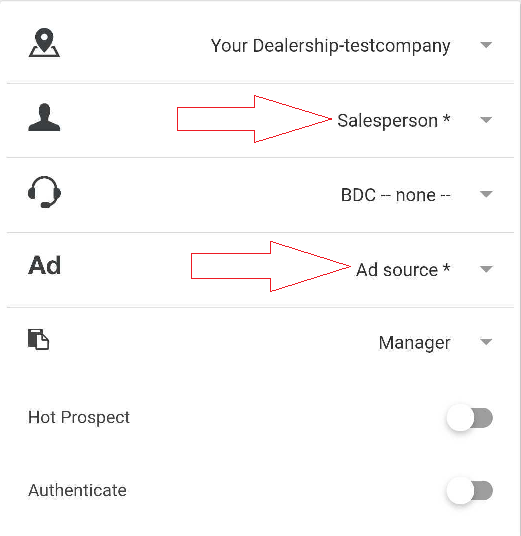 Your Dealership-testcompany
Salesperson *
BDC -- none --
Ad Ad source *
Manager
Hot Prospect
Authenticate